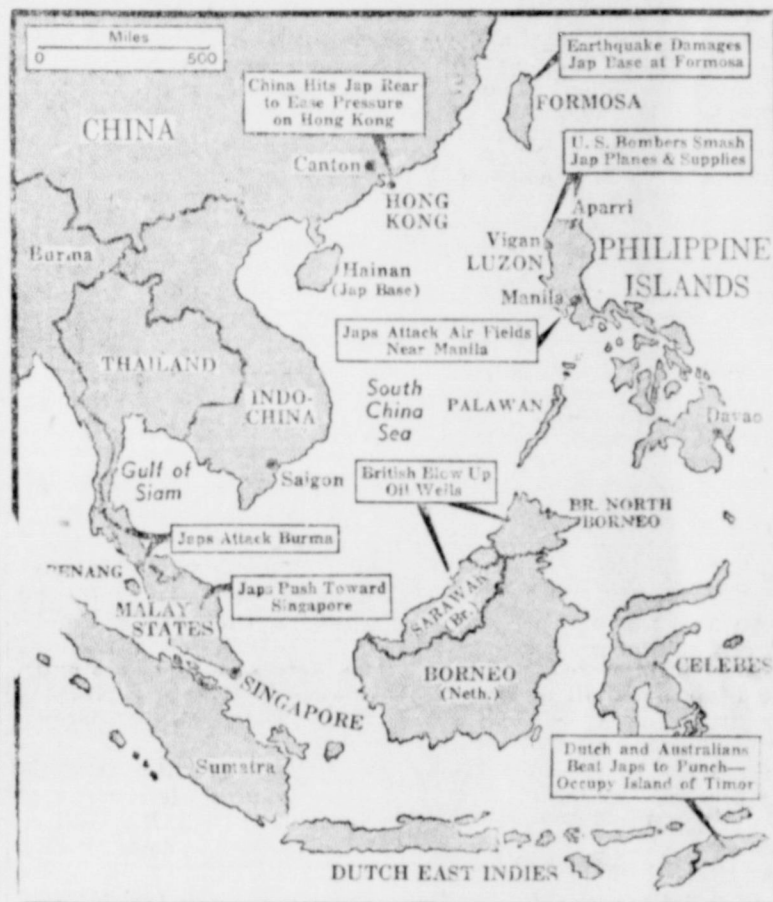 Miles
0 500
Earthquake Damages
Jap Base at Formosa
China Hits Jap Rear
to Ease Pressure
on Hong Kong
FORMOSA
CHINA
U. S. Bombers Smash
Jap Planes & Supplies
Canton
HONG
KONG
Aparri
Burma
Vigan
LUZON
PHILIPPINE
ISLANDS
Hainan
(Jap Base)
Manila
Japs Attack Air Fields
Near Manila
THAILAND
INDO-
CHINA
South
China
Sea
PALAWAN
Davao
Gulf of
Siam
Saigon
British Blow Up
Oil Wells
BR. NORTH
BORNEO
Japs Attack Burma
PENANG
Japs Push Toward
Singapore
MALAY
STATES
SARAWAK
(Br.)
SINGAPORE
BORNEO
(Neth.)
CELEBES
Sumatra
Dutch and Australians
Beat Japs to Punch—
Occupy Island of Timor
DUTCH EAST INDIES